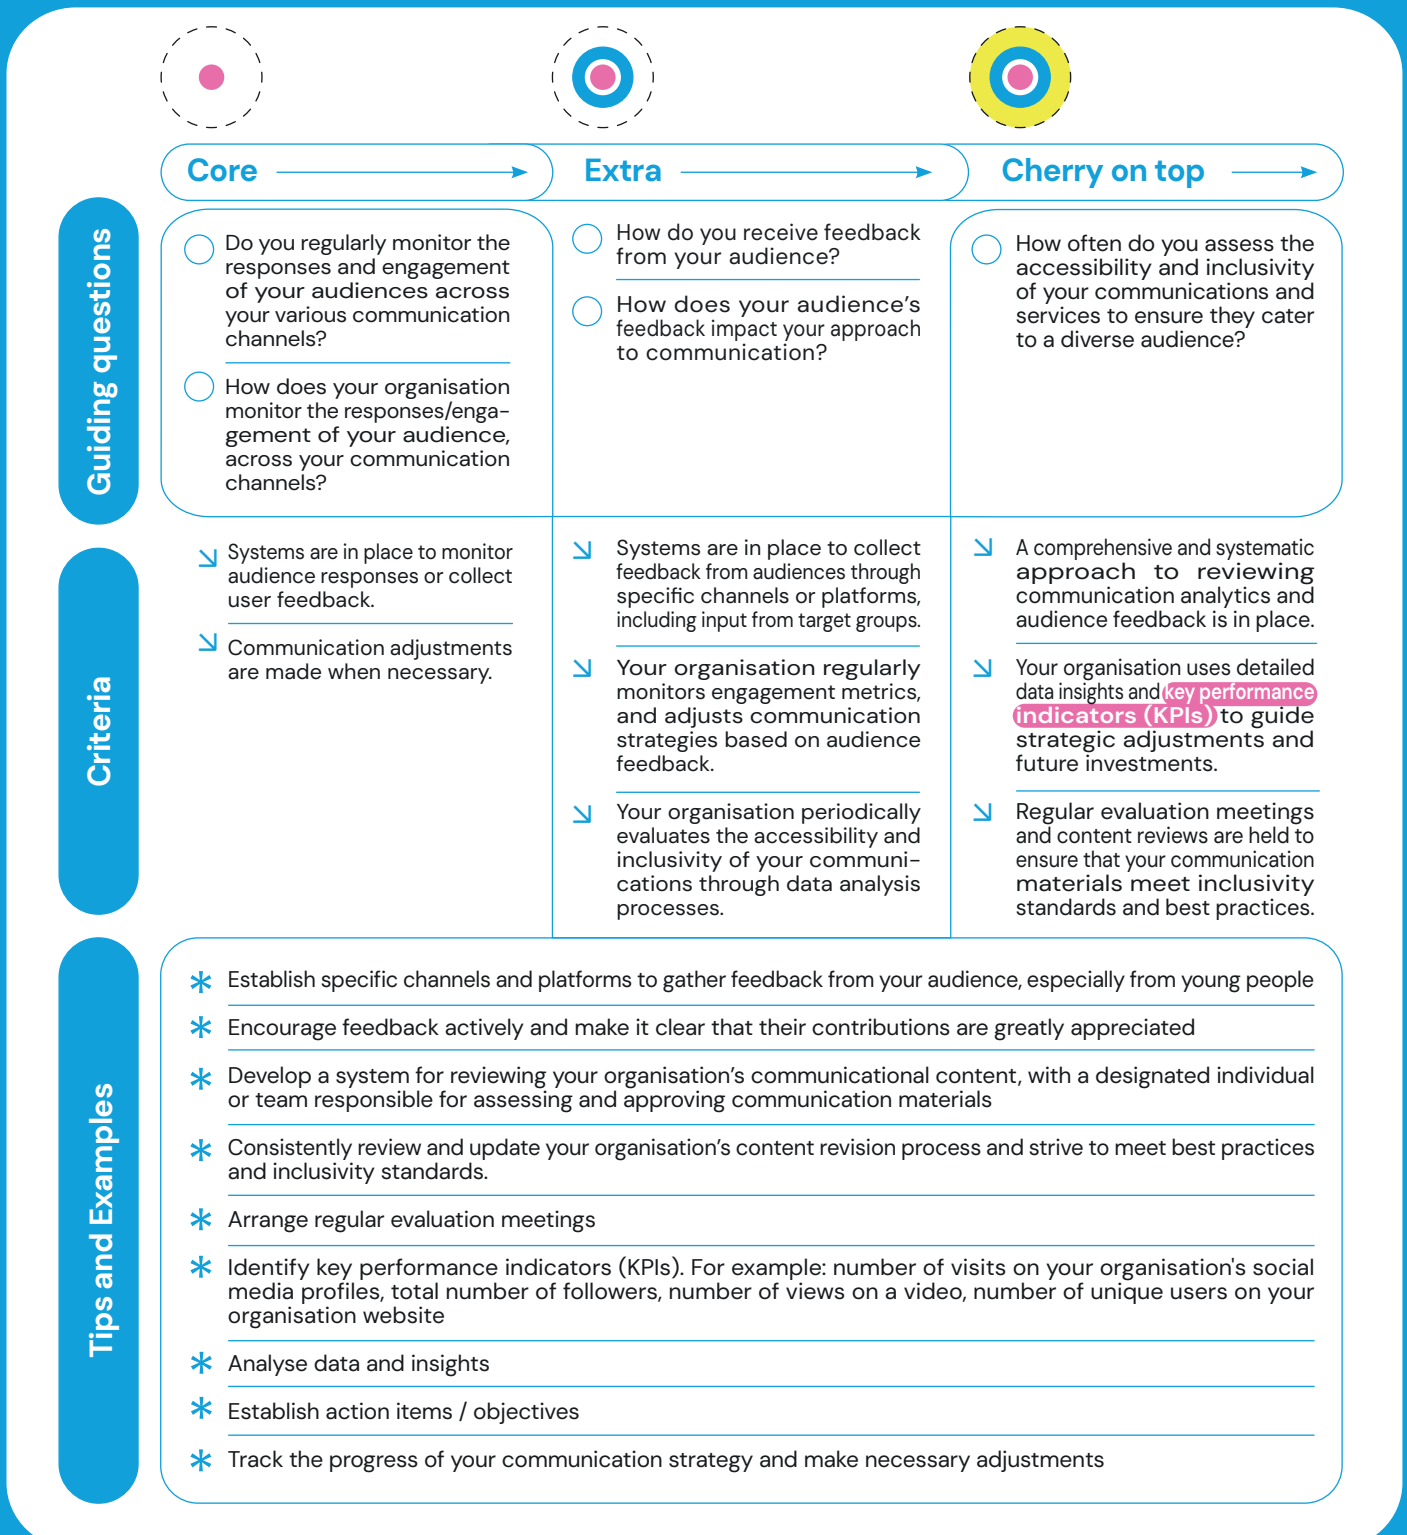 Core
Extra
Cherry on top
Guiding questions
Do you regularly monitor the
responses and engagement
of your audiences across
your various communication
channels?
How does your organisation
monitor the responses/enga-
gement of your audience,
across your communication
channels?
How do you receive feedback
from your audience?
How does your audience’s
feedback impact your approach
to communication?
How often do you assess the
accessibility and inclusivity
of your communications and
services to ensure they cater
to a diverse audience?
Criteria
Systems are in place to monitor
audience responses or collect
user feedback.
Communication adjustments
are made when necessary.
Systems are in place to collect
feedback from audiences through
specific channels or platforms,
including input from target groups.
Your organisation regularly
monitors engagement metrics,
and adjusts communication
strategies based on audience
feedback.
Your organisation periodically
evaluates the accessibility and
inclusivity of your communi-
cations through data analysis
processes.
A comprehensive and systematic
approach to reviewing
communication analytics and
audience feedback is in place.
Your organisation uses detailed
data insights and key performance
indicators (KPIs) to guide
strategic adjustments and
future investments.
Regular evaluation meetings
and content reviews are held to
ensure that your communication
materials meet inclusivity
standards and best practices.
Tips and Examples
Establish specific channels and platforms to gather feedback from your audience, especially from young people
Encourage feedback actively and make it clear that their contributions are greatly appreciated
Develop a system for reviewing your organisation’s communicational content, with a designated individual
or team responsible for assessing and approving communication materials
Consistently review and update your organisation’s content revision process and strive to meet best practices
and inclusivity standards.
Arrange regular evaluation meetings
Identify key performance indicators (KPIs). For example: number of visits on your organisation's social
media profiles, total number of followers, number of views on a video, number of unique users on your
organisation website
Analyse data and insights
Establish action items / objectives
Track the progress of your communication strategy and make necessary adjustments